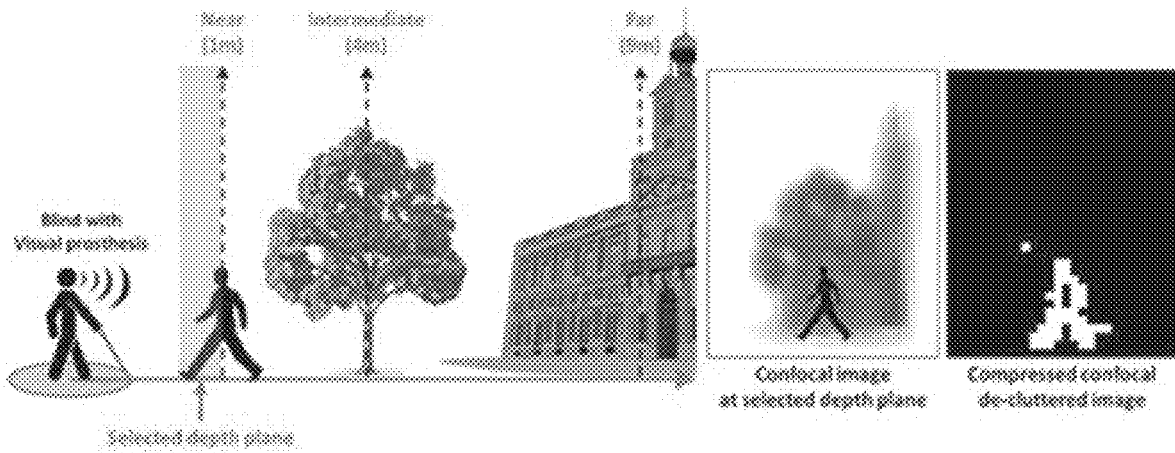 Near
(1m)
Intermediate
(4m)
Far
Blind with
Visual prosthesis
Selected depth plane
Confocal image
at selected depth plane
Compressed confocal
de-cluttered image